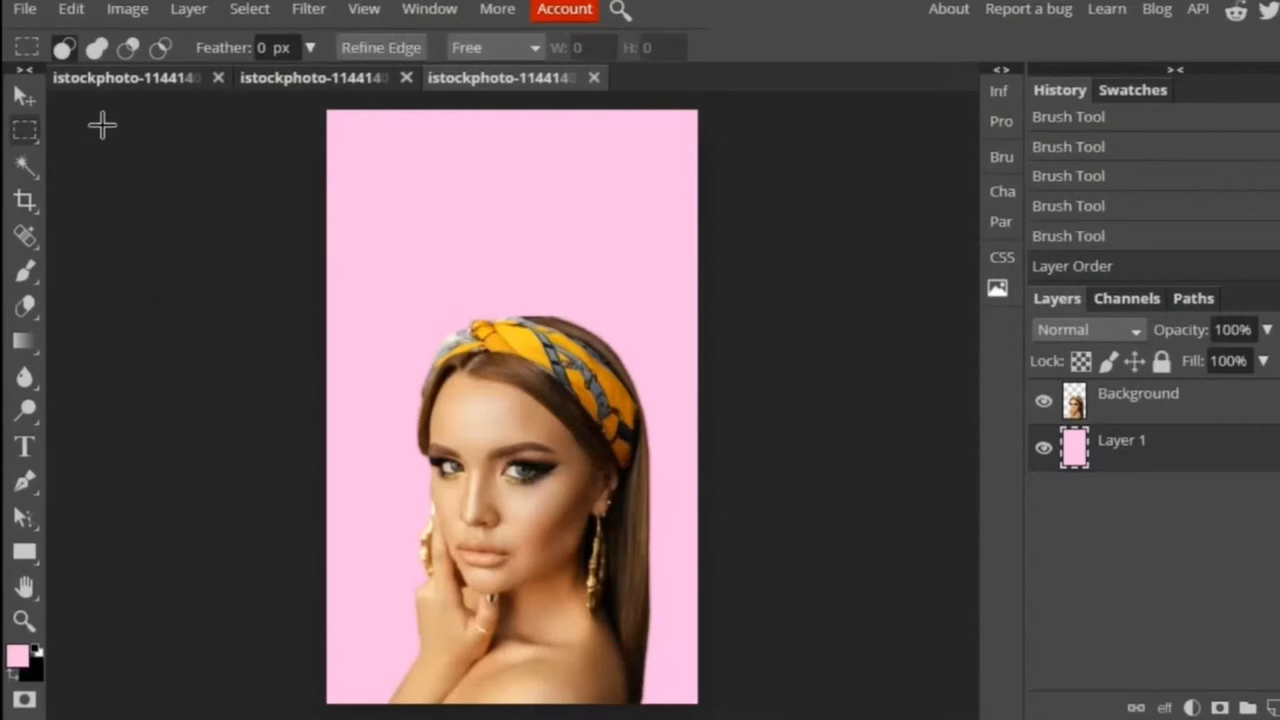 File Edit Image Layer Select Filter View Window More Account About Report a bug Learn Blog API
Feather: 0 px Refine Edge Free W: 0 H: 0
istockphoto-1144140 istockphoto-1144140 istockphoto-1144140
Inf
Pro
Bru
Cha
Par
CSS
History Swatches
Brush Tool
Brush Tool
Brush Tool
Brush Tool
Brush Tool
Layer Order
Layers Channels Paths
Normal Opacity: 100%
Lock: Fill: 100%
Background
Layer 1
T
eff